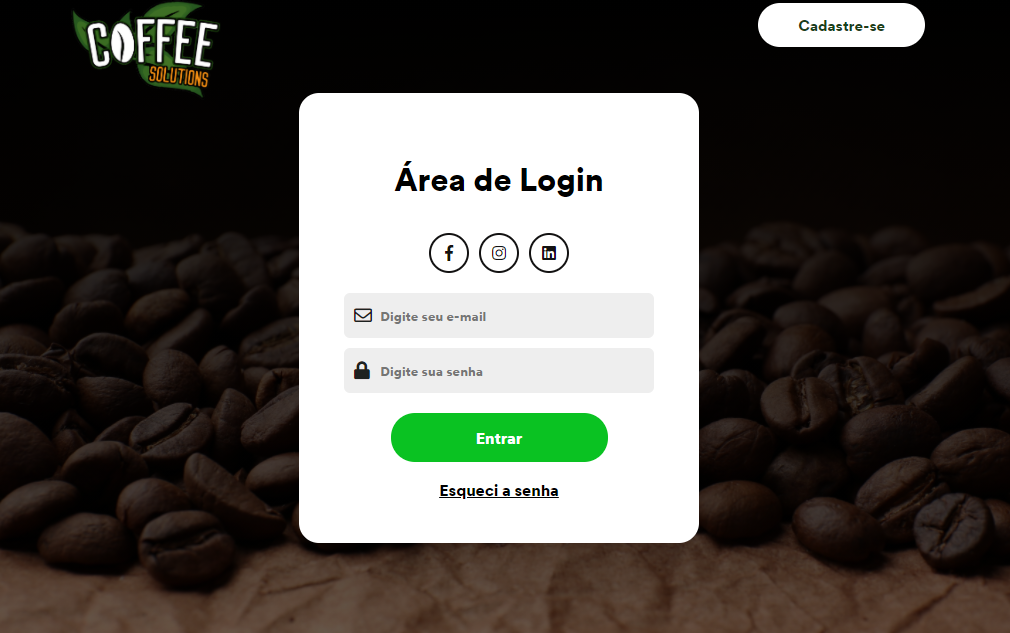 COFFEE
SOLUTIONS
Cadastre-se
Área de Login
Digite seu e-mail
Digite sua senha
Entrar
Esqueci a senha